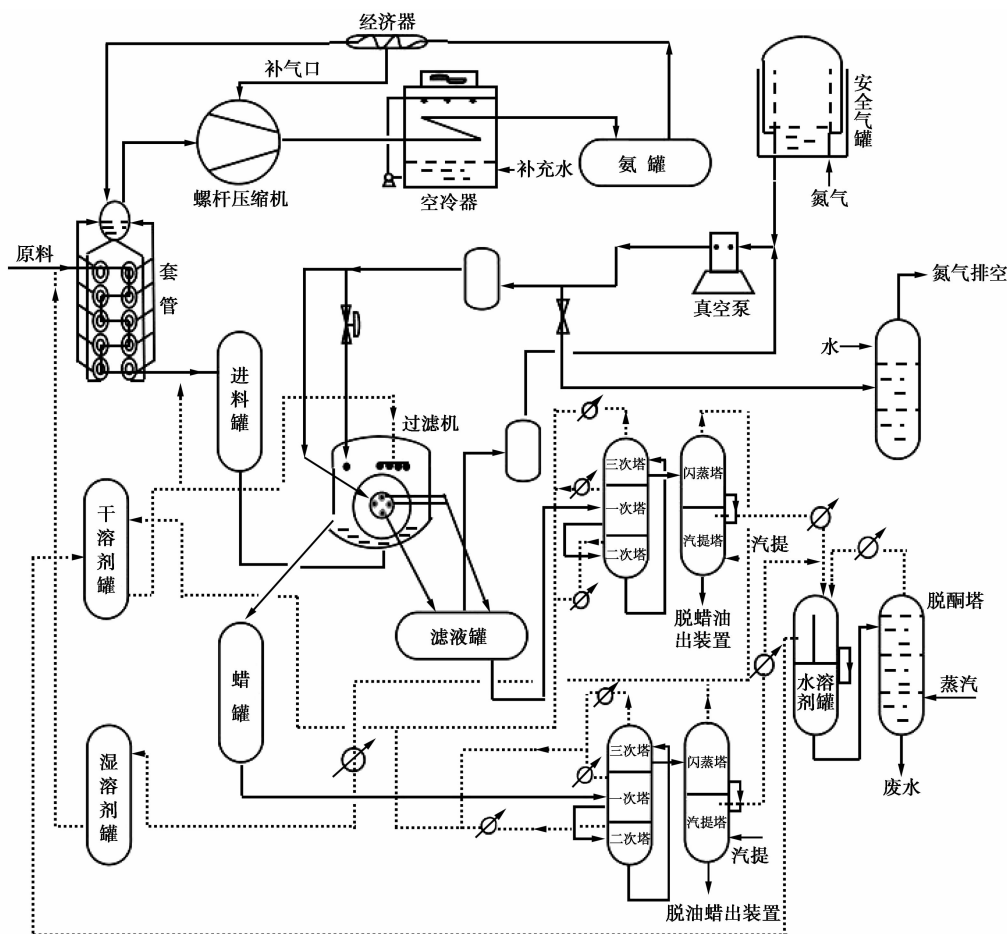 经济器
补气口
螺杆压缩机
空冷器
补充水
氨罐
安全气罐
氮气
原料
套管
真空泵
氮气排空
水
进料罐
过滤机
干溶剂罐
滤液罐
蜡罐
湿溶剂罐
三次塔
一次塔
二次塔
闪蒸塔
汽提塔
汽提
脱蜡油
出装置
脱酮塔
水溶
剂罐
蒸汽
废水
三次塔
一次塔
二次塔
闪蒸塔
汽提塔
汽提
脱油蜡出装置